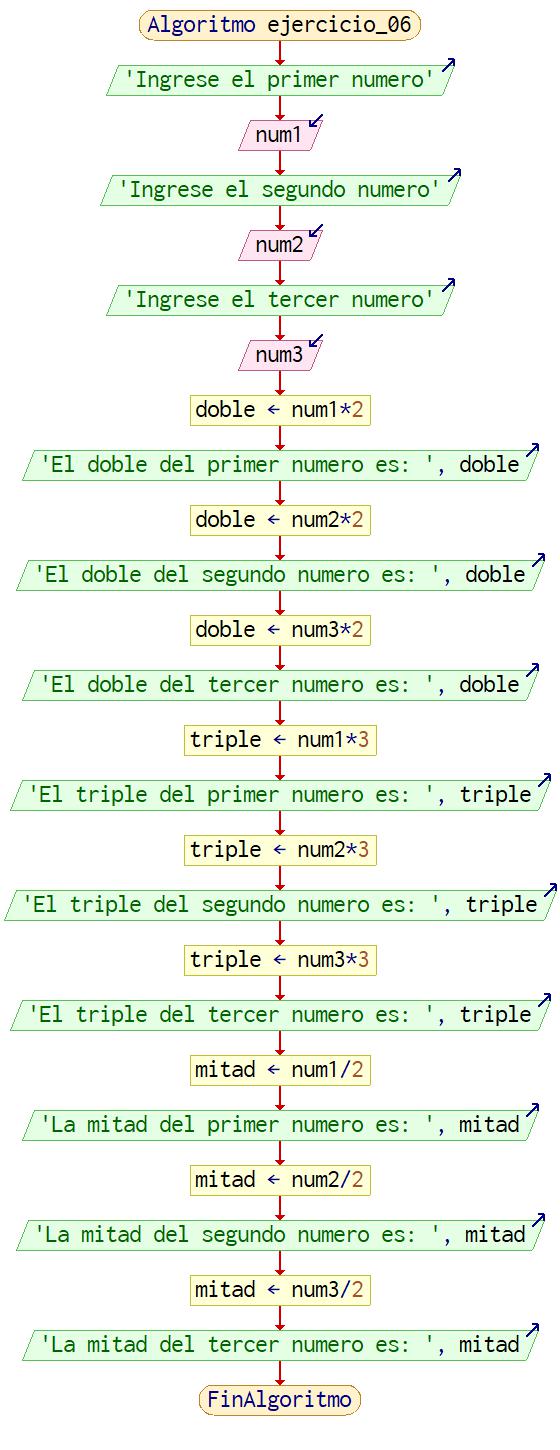 Algoritmo ejercicio_06
'Ingrese el primer numero'
num1
'Ingrese el segundo numero'
num2
'Ingrese el tercer numero'
num3
doble ← num1*2
'El doble del primer numero es: ', doble
doble ← num2*2
'El doble del segundo numero es: ', doble
doble ← num3*2
'El doble del tercer numero es: ', doble
triple ← num1*3
'El triple del primer numero es: ', triple
triple ← num2*3
'El triple del segundo numero es: ', triple
triple ← num3*3
'El triple del tercer numero es: ', triple
mitad ← num1/2
'La mitad del primer numero es: ', mitad
mitad ← num2/2
'La mitad del segundo numero es: ', mitad
mitad ← num3/2
'La mitad del tercer numero es: ', mitad
FinAlgoritmo